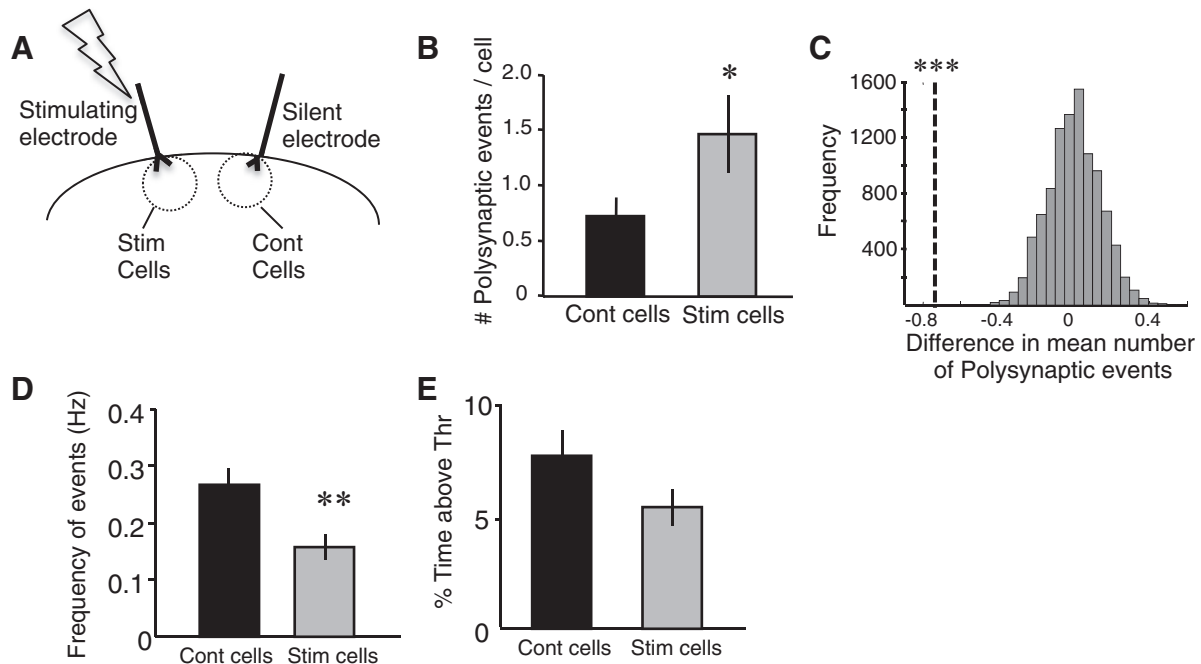 A
Stimulating
electrode
Silent
electrode
Stim
Cells
Cont
Cells
B
# Polysynaptic events / cell
2.0
1.5
1.0
0.5
0
*
Cont cells Stim cells
C
***
Frequency
1600
1200
800
400
-0.8 -0.4 0 0.4
Difference in mean number
of Polysynaptic events
D
Frequency of events (Hz)
0.4
0.3
0.2
0.1
0
**
Cont cells Stim cells
E
% Time above Thr
10
5
0
Cont cells Stim cells